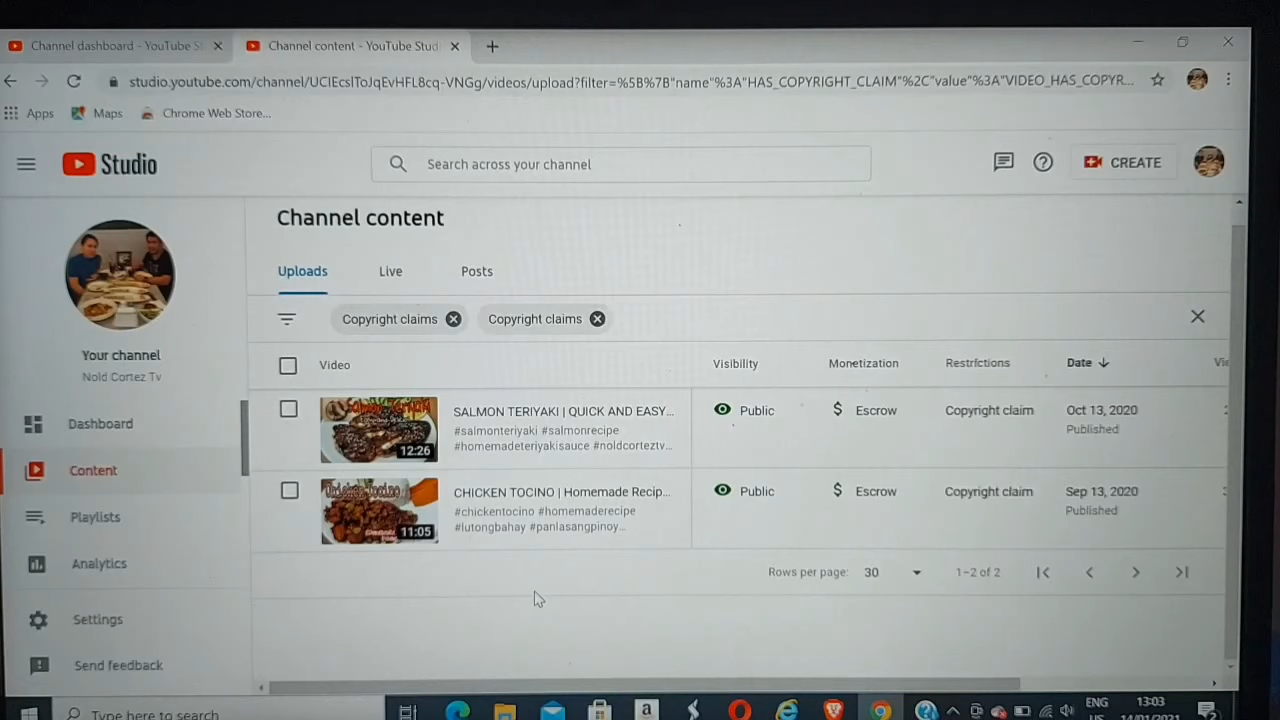 Channel dashboard - YouTube S
Channel content - YouTube Stud
studio.youtube.com/channel/UCIEcslToJqEvHFL8cq-VNGg/videos/upload?filter=%5B%7B"name"%3A"HAS_COPYRIGHT_CLAIM"%2C"value"%3A"VIDEO_HAS_COPYR...
Apps
Maps
Chrome Web Store...
Studio
Search across your channel
CREATE
Channel content
Uploads
Live
Posts
Copyright claims
Copyright claims
Your channel
Nold Cortez Tv
Dashboard
Content
Playlists
Analytics
Settings
Send feedback
Video
Visibility
Monetization
Restrictions
Date
Salmon Teriyaki
12:26
SALMON TERIYAKI | QUICK AND EASY...
#salmonteriyaki #salmonrecipe
#homemadeteriyakisauce #noldcorteztv...
Public
$ Escrow
Copyright claim
Oct 13, 2020
Published
Chicken Tocino
11:05
CHICKEN TOCINO | Homemade Recip...
#chickentocino #homemaderecipe
#lutongbahay #panlasangpinoy...
Public
$ Escrow
Copyright claim
Sep 13, 2020
Published
Rows per page: 30
1-2 of 2
Type here to search
ENG
13:03
14/01/2021